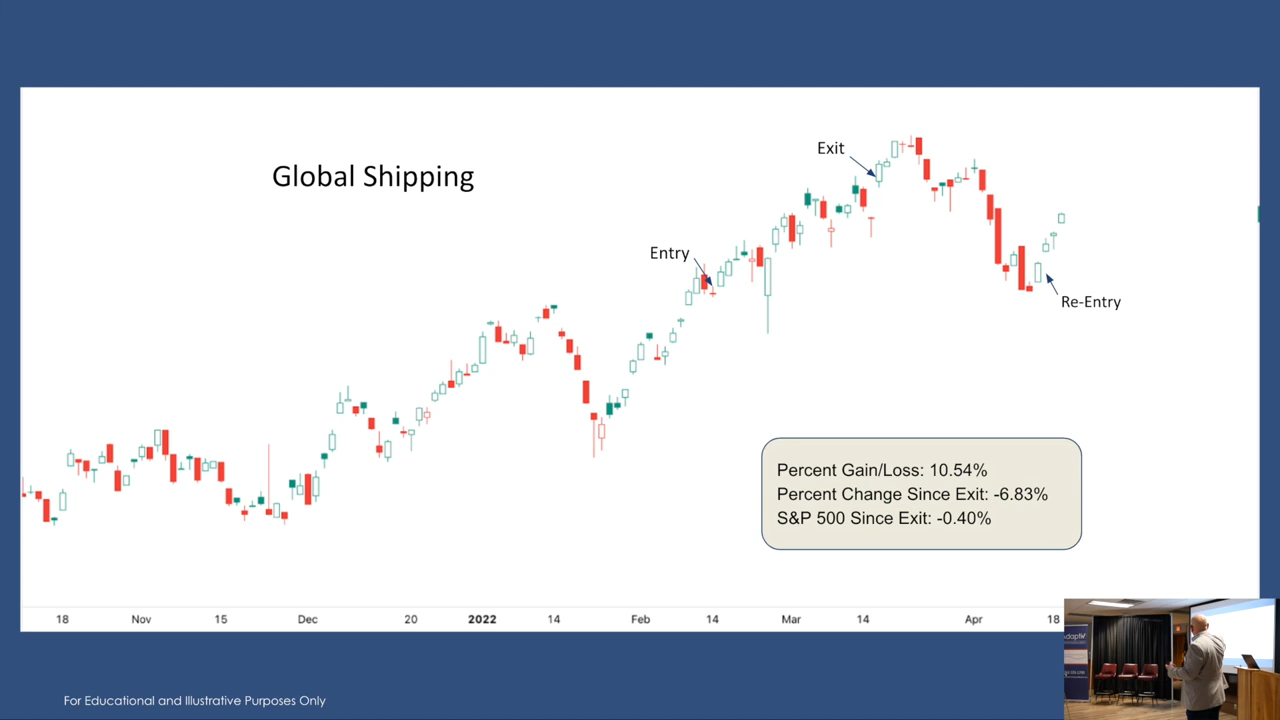 Global Shipping
Exit
Entry
Re-Entry
Percent Gain/Loss: 10.54%
Percent Change Since Exit: -6.83%
S&P 500 Since Exit: -0.40%
18 Nov 15 Dec 20 2022 14 Feb 14 Mar 14 Apr 18
For Educational and Illustrative Purposes Only